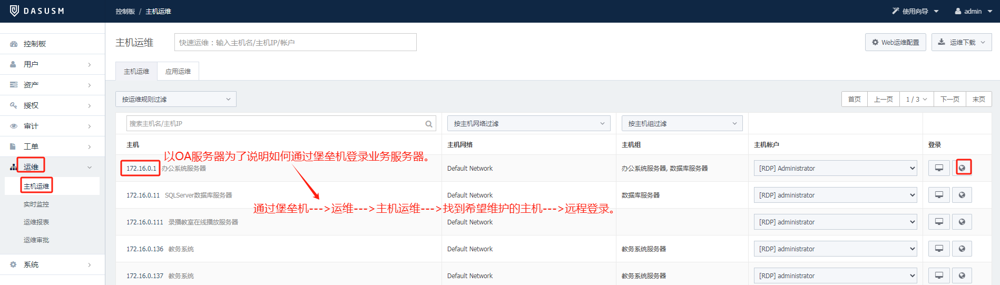 DASUSM
控制板 / 主机运维
使用向导
admin
控制板
用户
资产
授权
审计
工单
运维
主机运维
实时监控
运维报表
运维审批
系统
主机运维
快速运维：输入主机名/主机IP/帐户
Web运维配置
运维下载
主机运维
应用运维
按运维规则过滤
首页 上一页 1 / 3 下一页 末页
搜索主机名/主机IP 按主机网络过滤 按主机组过滤
主机 主机网络 主机组 主机帐户 登录
以OA服务器为了说明如何通过堡垒机登录业务服务器。
172.16.0.1 办公系统服务器 Default Network 办公系统服务器, 数据库服务器 [RDP] Administrator
172.16.0.11 SQLServer数据库服务器 Default Network 数据库服务器 [RDP] administrator
通过堡垒机--->运维--->主机运维--->找到希望维护的主机--->远程登录。
172.16.0.111 录播教室在线播放服务器 Default Network [RDP] administrator
172.16.0.136 教务系统 Default Network 教务系统服务器 [RDP] administrator
172.16.0.137 教务系统 Default Network 教务系统服务器 [RDP] administrator